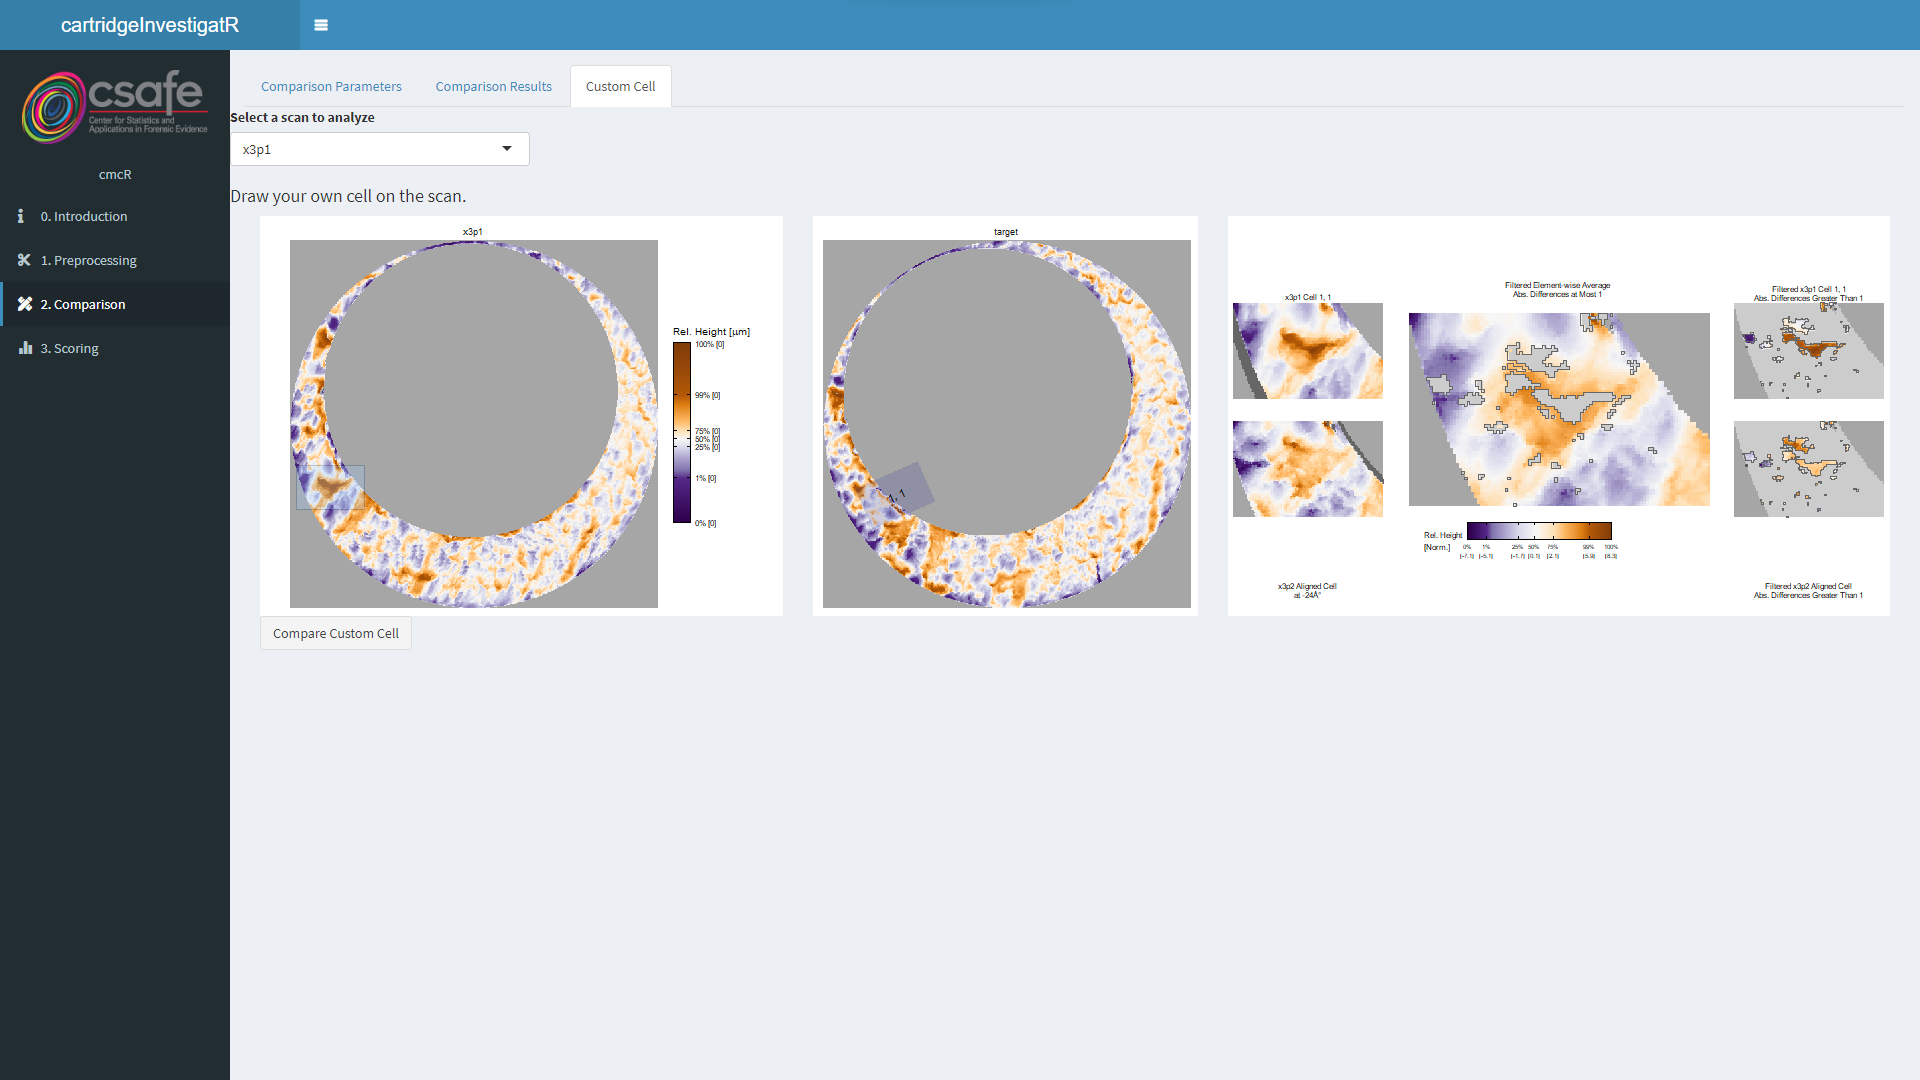 cartridgeInvestigatR
csafe
Center for Statistics and
Applications in Forensic Evidence
cmcR
0. Introduction
1. Preprocessing
2. Comparison
3. Scoring
Comparison Parameters
Comparison Results
Custom Cell
Select a scan to analyze
x3p1
Draw your own cell on the scan.
x3p1
Rel. Height [µm]
100% [0]
99% [0]
75% [0]
50% [0]
25% [0]
1% [0]
0% [0]
target
1, 1
x3p1 Cell 1, 1
x3p2 Aligned Cell
at -24Â°
Filtered Element-wise Average
Abs. Differences at Most 1
Rel. Height
[Norm.]
0% 1% 25% 50% 75% 99% 100%
[-7.1] [-5.1] [-1.7] [0.1] [2.1] [5.9] [8.3]
Filtered x3p1 Cell 1, 1
Abs. Differences Greater Than 1
Filtered x3p2 Aligned Cell
Abs. Differences Greater Than 1
Compare Custom Cell